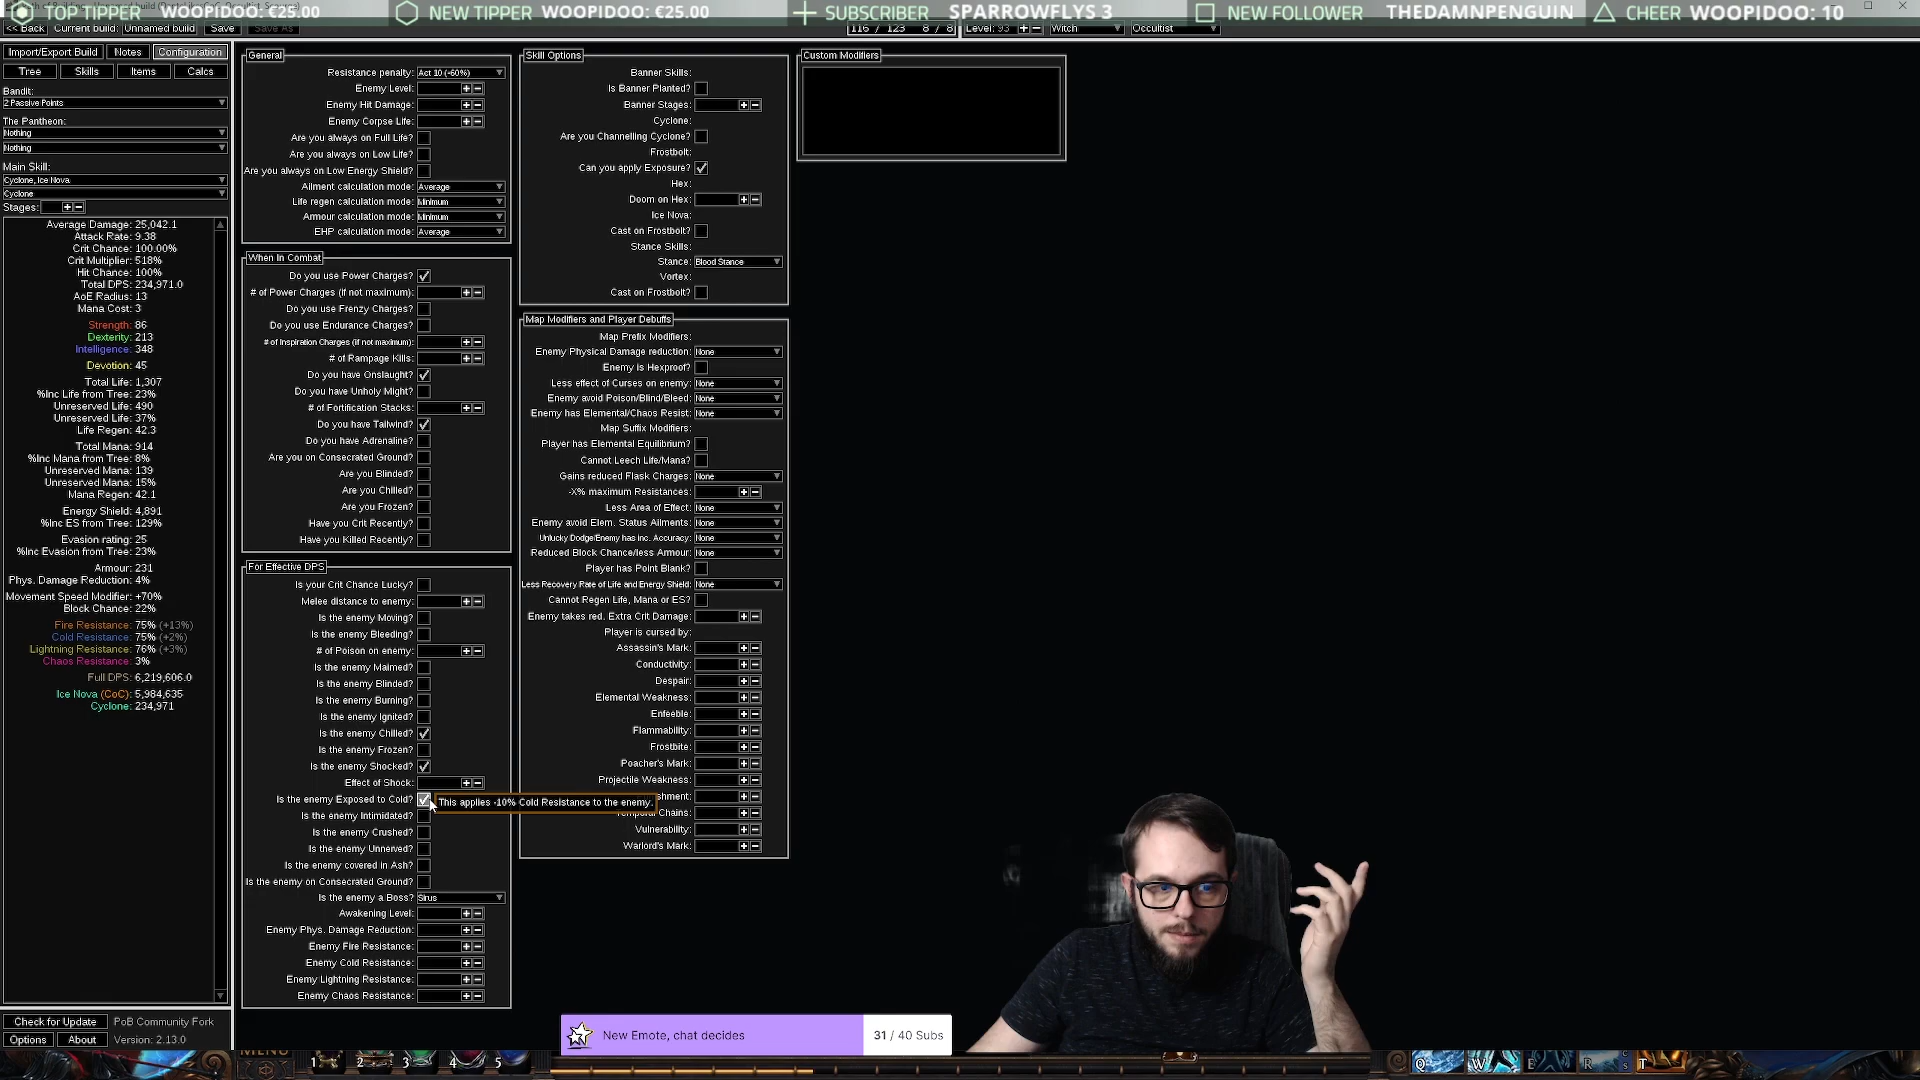 TOP TIPPER WOOPIDOO: €25.00
NEW TIPPER WOOPIDOO: €25.00
SUBSCRIBER SPARROWFLYS 3
NEW FOLLOWER THEDAMNPENGUIN
CHEER WOOPIDOO: 10
<< Back Current build: Unnamed build Save Save As 116 / 123 8 / 8 Level: 93 Witch Occultist
Import/Export Build Notes Configuration
Tree Skills Items Calcs
Bandit:
2 Passive Points
The Pantheon:
Nothing
Nothing
Main Skill:
Cyclone, Ice Nova
Cyclone
Stages:
Average Damage: 25,042.1
Attack Rate: 9.38
Crit Chance: 100.00%
Crit Multiplier: 518%
Hit Chance: 100%
Total DPS: 234,971.0
AoE Radius: 13
Mana Cost: 3
Strength: 86
Dexterity: 213
Intelligence: 348
Devotion: 45
Total Life: 1,307
%Inc Life from Tree: 23%
Unreserved Life: 490
Unreserved Life: 37%
Life Regen: 42.3
Total Mana: 914
%Inc Mana from Tree: 8%
Unreserved Mana: 139
Unreserved Mana: 15%
Mana Regen: 42.1
Energy Shield: 4,891
%Inc ES from Tree: 129%
Evasion rating: 25
%Inc Evasion from Tree: 23%
Armour: 231
Phys. Damage Reduction: 4%
Movement Speed Modifier: +70%
Block Chance: 22%
Fire Resistance: 75% (+13%)
Cold Resistance: 75% (+2%)
Lightning Resistance: 76% (+3%)
Chaos Resistance: 3%
Full DPS: 6,219,606.0
Ice Nova (CoC): 5,984,635
Cyclone: 234,971
Check for Update PoB Community Fork
Options About Version: 2.13.0
General
Resistance penalty: Act 10 (-60%)
Enemy Level:
Enemy Hit Damage:
Enemy Corpse Life:
Are you always on Full Life?
Are you always on Low Life?
Are you always on Low Energy Shield?
Ailment calculation mode: Average
Life regen calculation mode: Minimum
Armour calculation mode: Minimum
EHP calculation mode: Average
When In Combat
Do you use Power Charges?
# of Power Charges (if not maximum):
Do you use Frenzy Charges?
Do you use Endurance Charges?
# of Inspiration Charges (if not maximum):
# of Rampage Kills:
Do you have Onslaught?
Do you have Unholy Might?
# of Fortification Stacks:
Do you have Tailwind?
Do you have Adrenaline?
Are you on Consecrated Ground?
Are you Blinded?
Are you Chilled?
Are you Frozen?
Have you Crit Recently?
Have you Killed Recently?
For Effective DPS
Is your Crit Chance Lucky?
Melee distance to enemy:
Is the enemy Moving?
Is the enemy Bleeding?
# of Poison on enemy:
Is the enemy Maimed?
Is the enemy Blinded?
Is the enemy Burning?
Is the enemy Ignited?
Is the enemy Chilled?
Is the enemy Frozen?
Is the enemy Shocked?
Effect of Shock:
Is the enemy Exposed to Cold?
This applies -10% Cold Resistance to the enemy.
Is the enemy Intimidated?
Is the enemy Crushed?
Is the enemy Unnerved?
Is the enemy covered in Ash?
Is the enemy on Consecrated Ground?
Is the enemy a Boss? Sirus
Awakening Level:
Enemy Phys. Damage Reduction:
Enemy Fire Resistance:
Enemy Cold Resistance:
Enemy Lightning Resistance:
Enemy Chaos Resistance:
Skill Options
Banner Skills:
Is Banner Planted?
Banner Stages:
Cyclone:
Are you Channelling Cyclone?
Frostbolt:
Can you apply Exposure?
Hex:
Doom on Hex:
Ice Nova:
Cast on Frostbolt?
Stance Skills:
Stance: Blood Stance
Vortex:
Cast on Frostbolt?
Map Modifiers and Player Debuffs
Map Prefix Modifiers:
Enemy Physical Damage reduction: None
Enemy is Hexproof?
Less effect of Curses on enemy: None
Enemy avoid Poison/Blind/Bleed: None
Enemy has Elemental/Chaos Resist: None
Map Suffix Modifiers:
Player has Elemental Equilibrium?
Cannot Leech Life/Mana?
Gains reduced Flask Charges: None
-X% maximum Resistances:
Less Area of Effect: None
Enemy avoid Elem. Status Ailments: None
Unlucky Dodge/Enemy has inc. Accuracy: None
Reduced Block Chance/less Armour: None
Player has Point Blank?
Less Recovery Rate of Life and Energy Shield: None
Cannot Regen Life, Mana or ES?
Enemy takes red. Extra Crit Damage:
Player is cursed by:
Assassin's Mark:
Conductivity:
Despair:
Elemental Weakness:
Enfeeble:
Flammability:
Frostbite:
Poacher's Mark:
Projectile Weakness:
shment:
Temporal Chains:
Vulnerability:
Warlord's Mark:
Custom Modifiers
New Emote, chat decides 31 / 40 Subs
MENU 1 2 3 4 5 Q W E R T